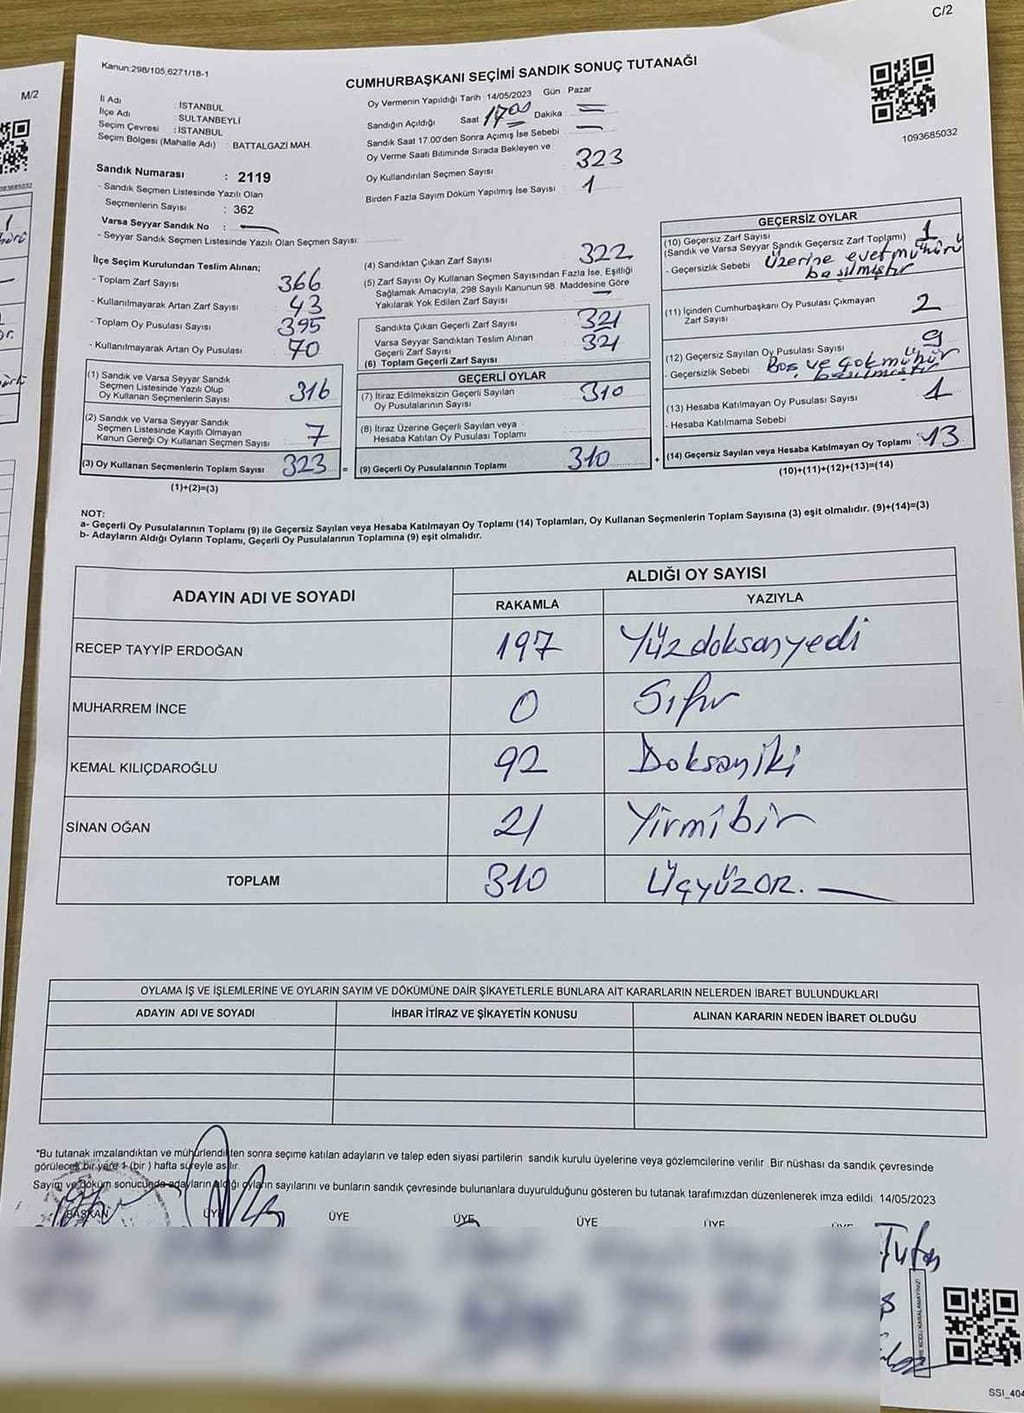 C/2
Kanun;298/105,6271/18-1
CUMHURBAŞKANI SEÇİMİ SANDIK SONUÇ TUTANAĞI
M/2
İl Adı : İSTANBUL
İlçe Adı : SULTANBEYLİ
Seçim Çevresi : İSTANBUL
Seçim Bölgesi (Mahalle Adı) : BATTALGAZİ MAH.
Oy Vermenin Yapıldığı Tarih :14/05/2023 Gün : Pazar
Sandığın Açıldığı Saat 17 00 Dakika
Sandık Saat 17:00'den Sonra Açımış İse Sebebi
Oy Verme Saati Bitiminde Sırada Bekleyen ve
Oy Kullandırılan Seçmen Sayısı 323
Birden Fazla Sayım Döküm Yapılmış İse Sayısı 1
1093685032
Sandık Numarası : 2119
- Sandık Seçmen Listesinde Yazılı Olan
Seçmenlerin Sayısı : 362
Varsa Seyyar Sandık No :
- Seyyar Sandık Seçmen Listesinde Yazılı Olan Seçmen Sayısı:
İlçe Seçim Kurulundan Teslim Alınan;
- Toplam Zarf Sayısı 366
- Kullanılmayarak Artan Zarf Sayısı 43
- Toplam Oy Pusulası Sayısı 395
- Kullanılmayarak Artan Oy Pusulası 70
(1) Sandık ve Varsa Seyyar Sandık
Seçmen Listesinde Yazılı Olup
Oy Kullanan Seçmenlerin Sayısı 316
(2) Sandık ve Varsa Seyyar Sandık
Seçmen Listesinde Kayıtlı Olmayan
Kanun Gereği Oy Kullanan Seçmen Sayısı 7
(3) Oy Kullanan Seçmenlerin Toplam Sayısı 323 =
(1)+(2)=(3)
(4) Sandıktan Çıkan Zarf Sayısı 322
(5) Zarf Sayısı Oy Kullanan Seçmen Sayısından Fazla İse, Eşitliği
Sağlamak Amacıyla, 298 Sayılı Kanunun 98. Maddesine Göre
Yakılarak Yok Edilen Zarf Sayısı
Sandıkta Çıkan Geçerli Zarf Sayısı 321
Varsa Seyyar Sandıktan Teslim Alınan
Geçerli Zarf Sayısı 321
(6) Toplam Geçerli Zarf Sayısı
GEÇERLİ OYLAR
(7) İtiraz Edilmeksizin Geçerli Sayılan
Oy Pusulalarının Sayısı 310
(8) İtiraz Üzerine Geçerli Sayılan veya
Hesaba Katılan Oy Pusulası Toplamı
(9) Geçerli Oy Pusulalarının Toplamı 310 +
GEÇERSİZ OYLAR
(10) Geçersiz Zarf Sayısı 1
(Sandık ve Varsa Seyyar Sandık Geçersiz Zarf Toplamı)
- Geçersizlik Sebebi Üzerine evet mührü
basılmıştır
(11) İçinden Cumhurbaşkanı Oy Pusulası Çıkmayan
Zarf Sayısı 2
(12) Geçersiz Sayılan Oy Pusulası Sayısı 9
- Geçersizlik Sebebi Boş ve çok mühür
basılmıştır
(13) Hesaba Katılmayan Oy Pusulası Sayısı 1
- Hesaba Katılmama Sebebi
(14) Geçersiz Sayılan veya Hesaba Katılmayan Oy Toplamı 13
(10)+(11)+(12)+(13)=(14)
NOT:
a- Geçerli Oy Pusulalarının Toplamı (9) ile Geçersiz Sayılan veya Hesaba Katılmayan Oy Toplamı (14) Toplamları, Oy Kullanan Seçmenlerin Toplam Sayısına (3) eşit olmalıdır. (9)+(14)=(3)
b- Adayların Aldığı Oyların Toplamı, Geçerli Oy Pusulalarının Toplamına (9) eşit olmalıdır.
ADAYIN ADI VE SOYADI
ALDIĞI OY SAYISI
RAKAMLA YAZIYLA
RECEP TAYYİP ERDOĞAN 197 Yüzdoksanyedi
MUHARREM İNCE 0 Sıfır
KEMAL KILIÇDAROĞLU 92 Doksaniki
SİNAN OĞAN 21 Yirmibir
TOPLAM 310 Üçyüzon.
OYLAMA İŞ VE İŞLEMLERİNE VE OYLARIN SAYIM VE DÖKÜMÜNE DAİR ŞİKAYETLERLE BUNLARA AİT KARARLARIN NELERDEN İBARET BULUNDUKLARI
ADAYIN ADI VE SOYADI İHBAR İTİRAZ VE ŞİKAYETİN KONUSU ALINAN KARARIN NEDEN İBARET OLDUĞU
"Bu tutanak imzalandıktan ve mühürlendikten sonra seçime katılan adayların ve talep eden siyasi partilerin sandık kurulu üyelerine veya gözlemcilerine verilir .Bir nüshası da sandık çevresinde
görülecek bir yere 1 (bir ) hafta süreyle asılır.
Sayım ve döküm sonucunda adayların aldığı oyların sayılarını ve bunların sandık çevresinde bulunanlara duyurulduğunu gösteren bu tutanak tarafımızdan düzenlenerek imza edildi. 14/05/2023
BAŞKAN ÜYE ÜYE ÜYE ÜYE ÜYE